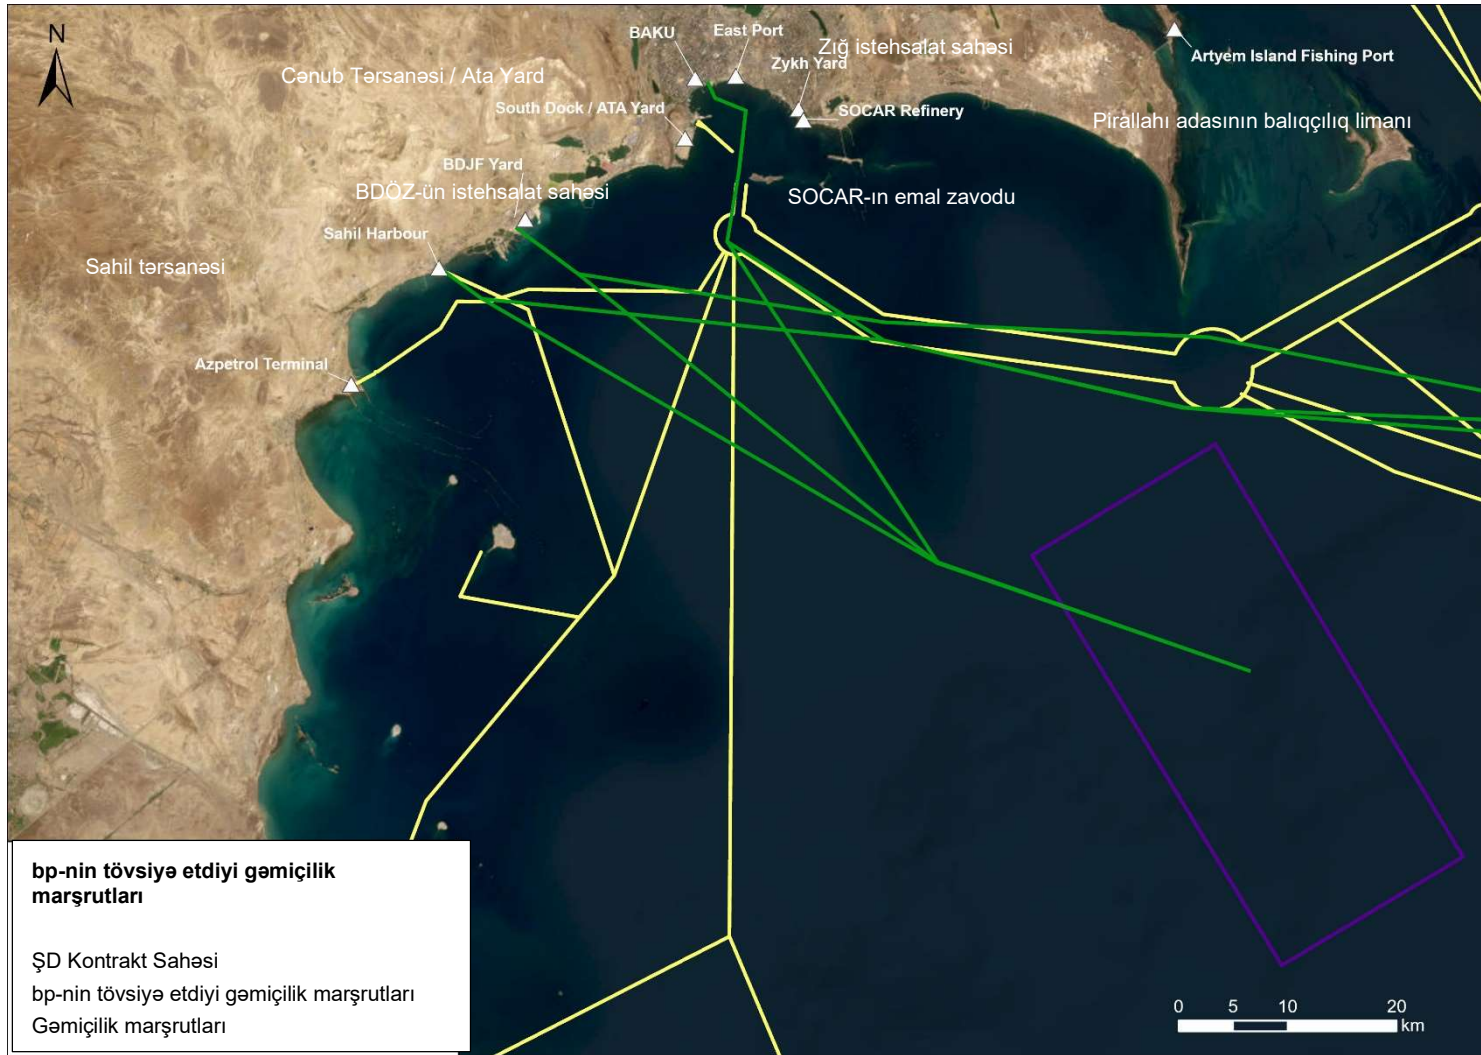 N
BAKU
East Port
Zığ istehsalat sahəsi
Zykh Yard
Artyem Island Fishing Port
Cənub Tərsanəsi / Ata Yard
South Dock / ATA Yard
SOCAR Refinery
Pirallahı adasının balıqçılıq limanı
BDJF Yard
BDÖZ-ün istehsalat sahəsi
SOCAR-ın emal zavodu
Sahil Harbour
Sahil tərsanəsi
Azpetrol Terminal
bp-nin tövsiyə etdiyi gəmiçilik
marşrutları
ŞD Kontrakt Sahəsi
bp-nin tövsiyə etdiyi gəmiçilik marşrutları
Gəmiçilik marşrutları
0 5 10 20
km